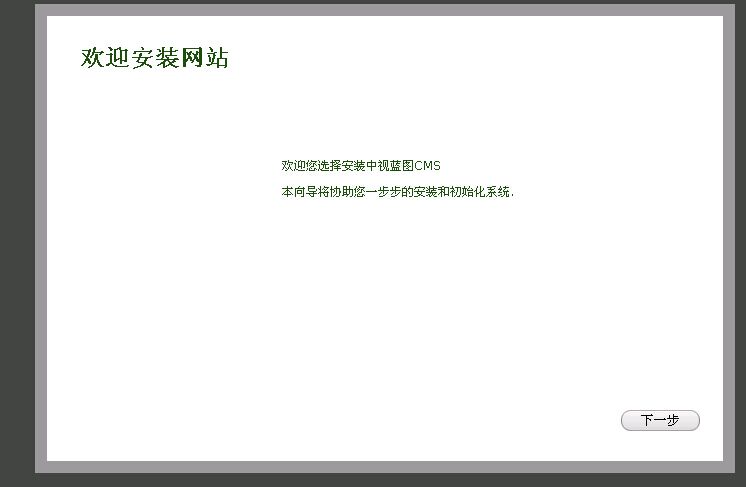 欢迎安装网站
欢迎您选择安装中视蓝图CMS
本向导将协助您一步步的安装和初始化系统.
下一步